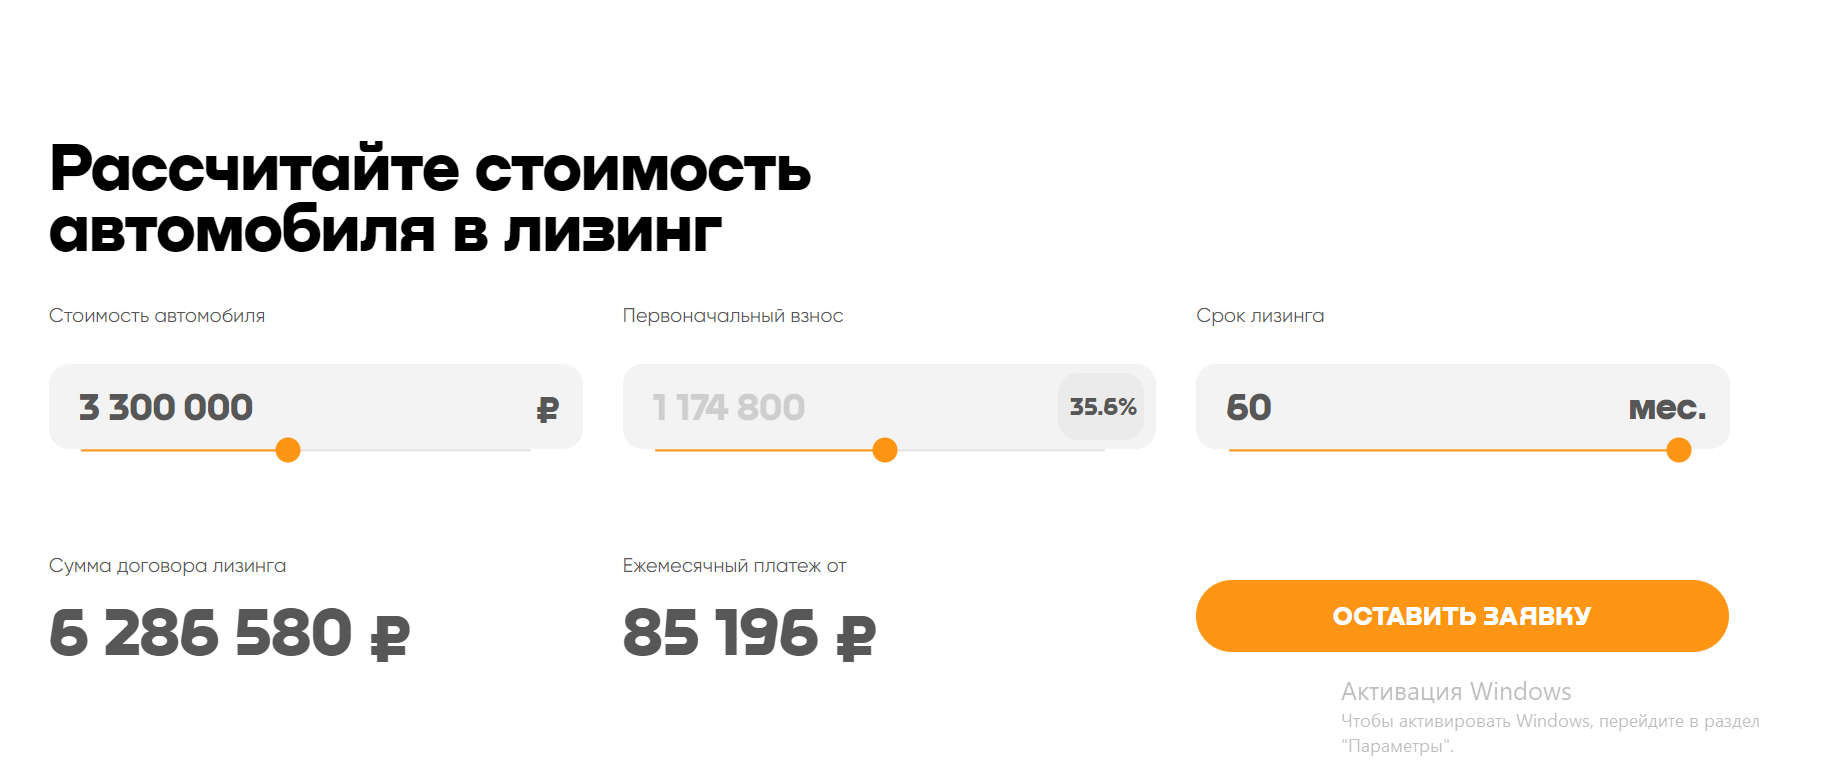 Рассчитайте стоимость
автомобиля в лизинг
Стоимость автомобиля
3 300 000 ₽
Первоначальный взнос
1 174 800 35.6%
Срок лизинга
60 мес.
Сумма договора лизинга
6 286 580 ₽
Ежемесячный платеж от
85 196 ₽
ОСТАВИТЬ ЗАЯВКУ
Активация Windows
Чтобы активировать Windows, перейдите в раздел
"Параметры".